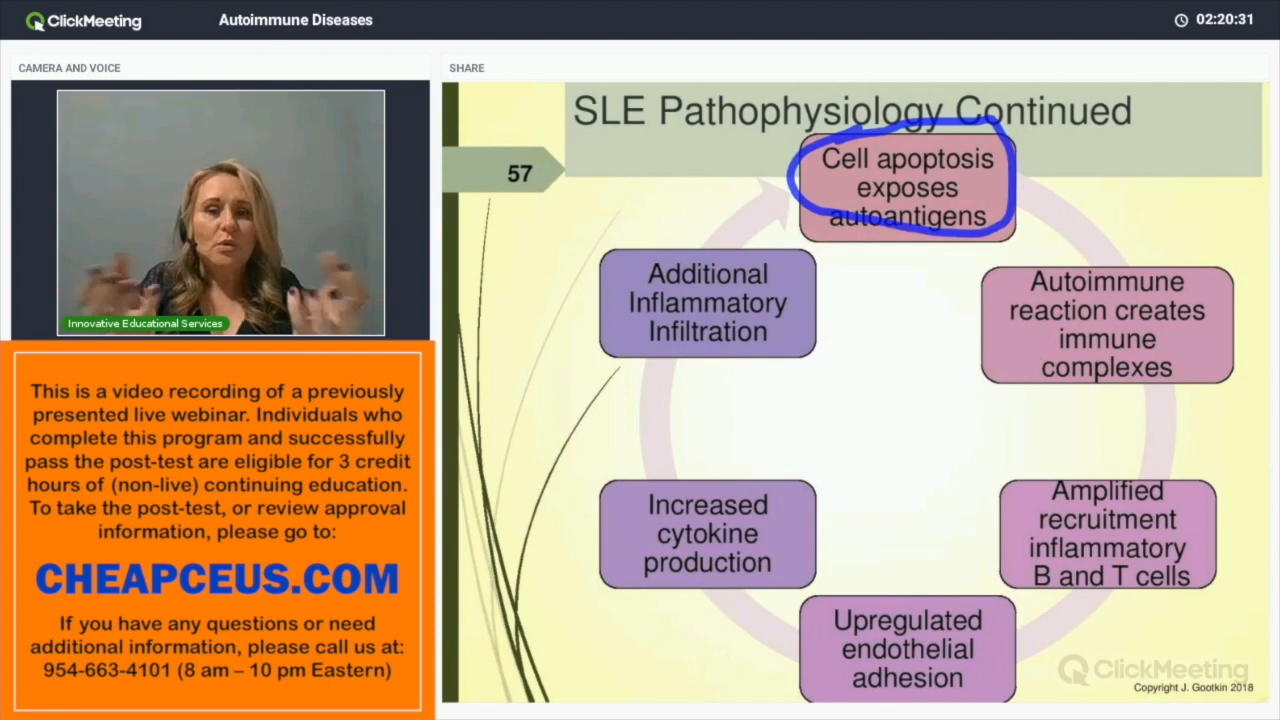 ClickMeeting
Autoimmune Diseases
02:20:31
CAMERA AND VOICE
SHARE
Innovative Educational Services
This is a video recording of a previously
presented live webinar. Individuals who
complete this program and successfully
pass the post-test are eligible for 3 credit
hours of (non-live) continuing education.
To take the post-test, or review approval
information, please go to:
CHEAPCEUS.COM
If you have any questions or need
additional information, please call us at:
954-663-4101 (8 am – 10 pm Eastern)
SLE Pathophysiology Continued
57
Cell apoptosis
exposes
autoantigens
Autoimmune
reaction creates
immune
complexes
Amplified
recruitment
inflammatory
B and T cells
Upregulated
endothelial
adhesion
Increased
cytokine
production
Additional
Inflammatory
Infiltration
ClickMeeting
Copyright J. Gootkin 2018